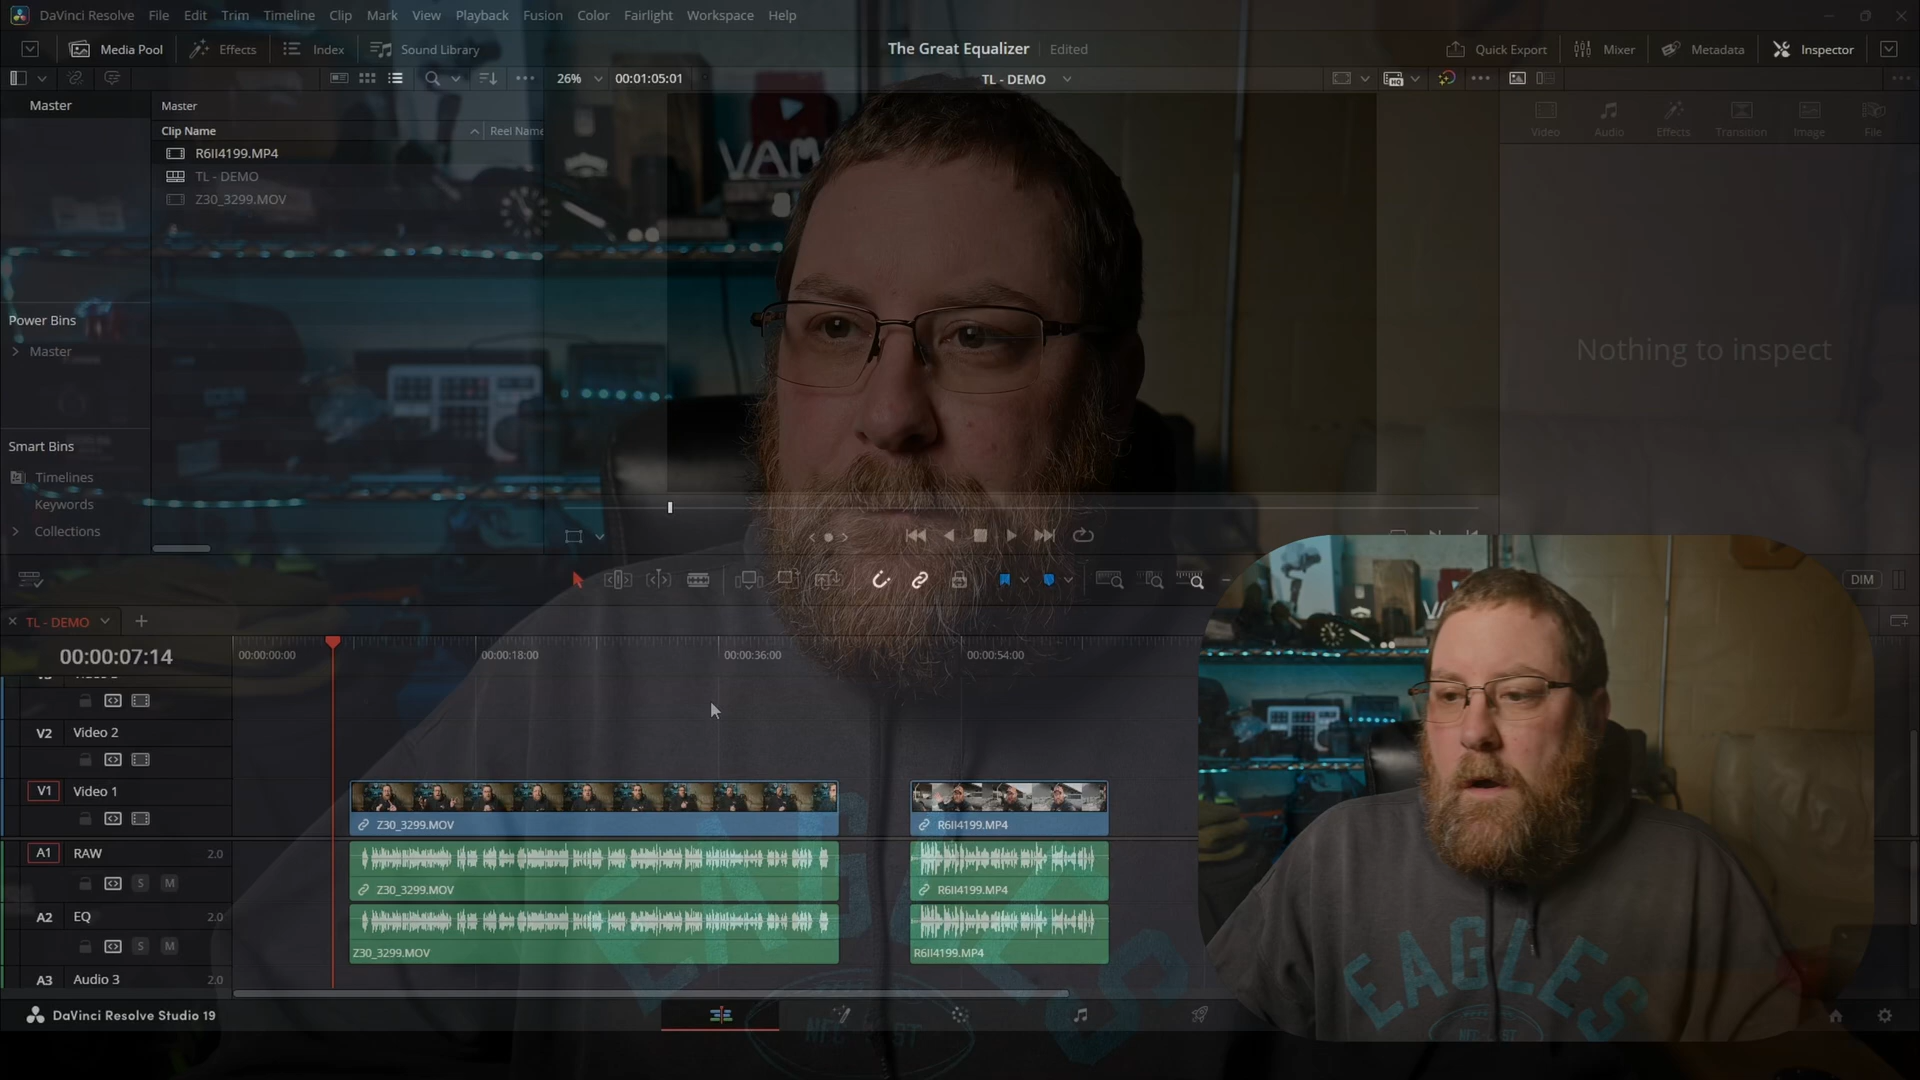 DaVinci Resolve File Edit Trim Timeline Clip Mark View Playback Fusion Color Fairlight Workspace Help
Media Pool Effects Index Sound Library The Great Equalizer Edited Quick Export Mixer Metadata Inspector
26% 00:01:05:01 TL - DEMO
Master Master
Clip Name Reel Name
R6II4199.MP4
TL - DEMO
Z30_3299.MOV
Video Audio Effects Transition Image File
Power Bins
Master
Nothing to inspect
Smart Bins
Timelines
Keywords
Collections
DIM
TL - DEMO
00:00:07:14 00:00:00:00 00:00:18:00 00:00:36:00 00:00:54:00
V2 Video 2
V1 Video 1
Z30_3299.MOV R6II4199.MP4
A1 RAW 2.0
S M Z30_3299.MOV R6II4199.MP4
A2 EQ 2.0
S M Z30_3299.MOV R6II4199.MP4
A3 Audio 3 2.0
DaVinci Resolve Studio 19
EAGLES
EAGLES